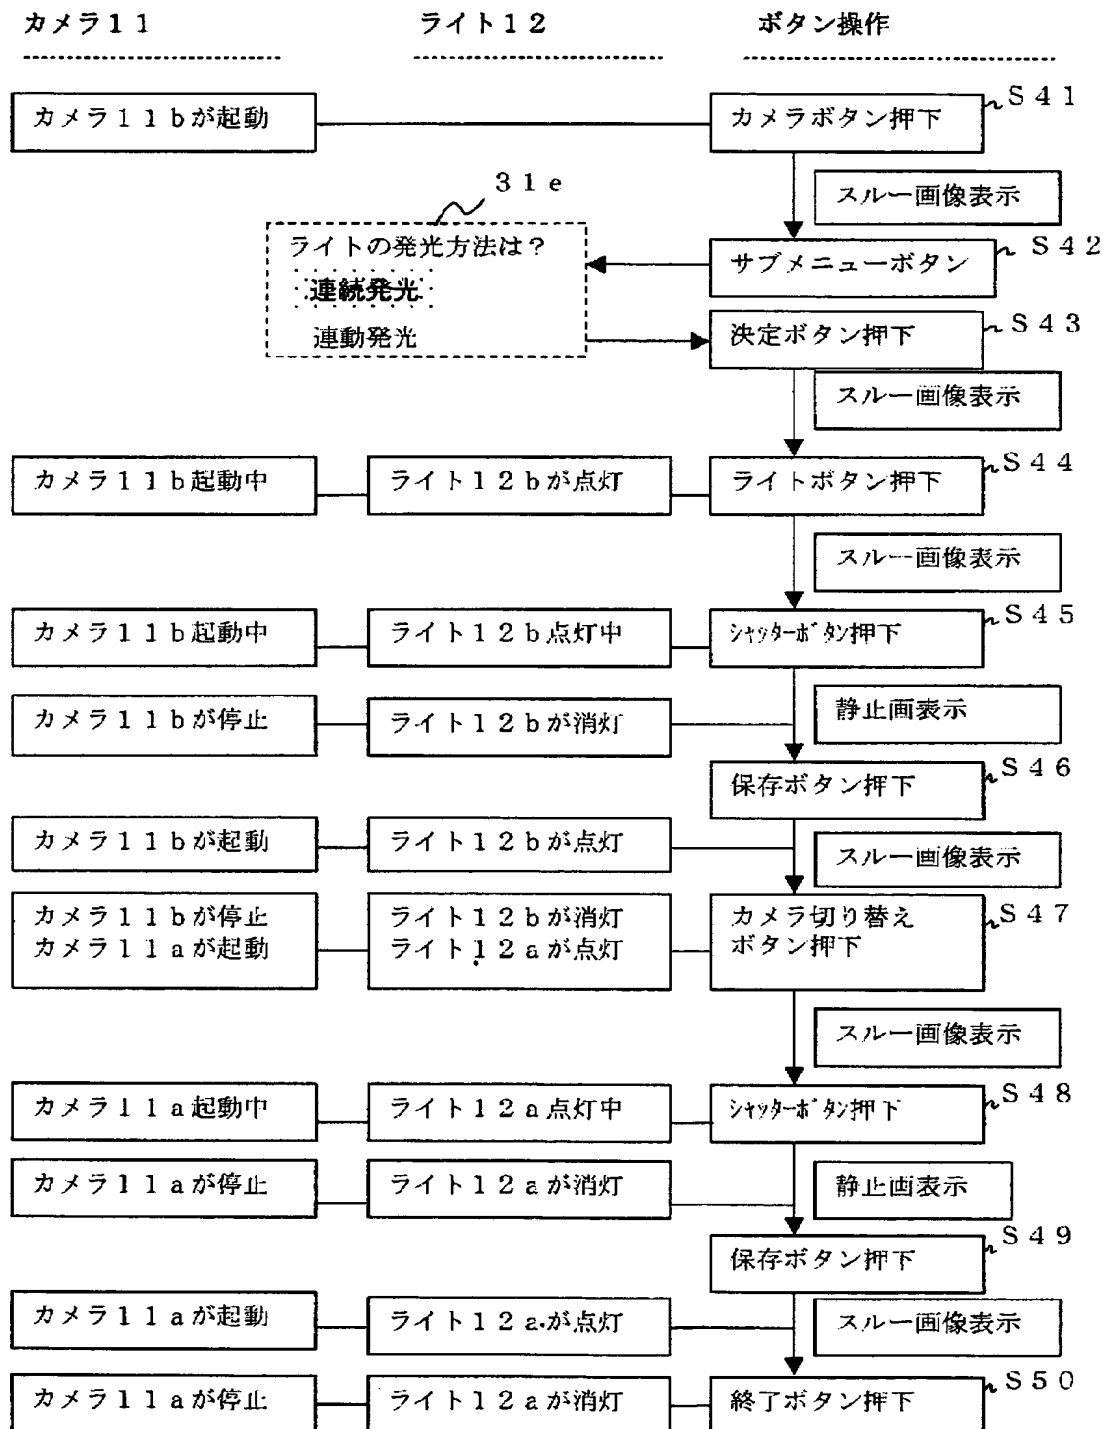 カメラ11 ライト12 ボタン操作
カメラ11bが起動 カメラボタン押下 S41
スルー画像表示
31e
ライトの発光方法は? サブメニューボタン S42
連続発光
連動発光 決定ボタン押下 S43
スルー画像表示
カメラ11b起動中 ライト12bが点灯 ライトボタン押下 S44
スルー画像表示
カメラ11b起動中 ライト12b点灯中 シャッターボタン押下 S45
カメラ11bが停止 ライト12bが消灯 静止画表示
保存ボタン押下 S46
カメラ11bが起動 ライト12bが点灯 スルー画像表示
カメラ11bが停止 ライト12bが消灯 カメラ切り替え S47
カメラ11aが起動 ライト12aが点灯 ボタン押下
スルー画像表示
カメラ11a起動中 ライト12a点灯中 シャッターボタン押下 S48
カメラ11aが停止 ライト12aが消灯 静止画表示
保存ボタン押下 S49
カメラ11aが起動 ライト12aが点灯 スルー画像表示
カメラ11aが停止 ライト12aが消灯 終了ボタン押下 S50